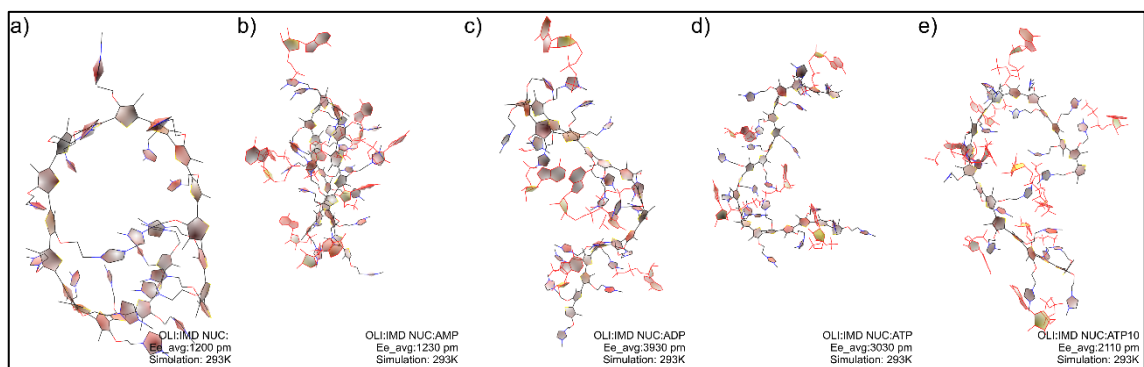 a)
b)
c)
d)
e)
OLI:IMD NUC:
Ee_avg:1200 pm
Simulation: 293K
OLI:IMD NUC:AMP
Ee_avg:1230 pm
Simulation: 293K
OLI:IMD NUC:ADP
Ee_avg:3930 pm
Simulation: 293K
OLI:IMD NUC:ATP
Ee_avg:3030 pm
Simulation: 293K
OLI:IMD NUC:ATP10
Ee_avg:2110 pm
Simulation: 293K